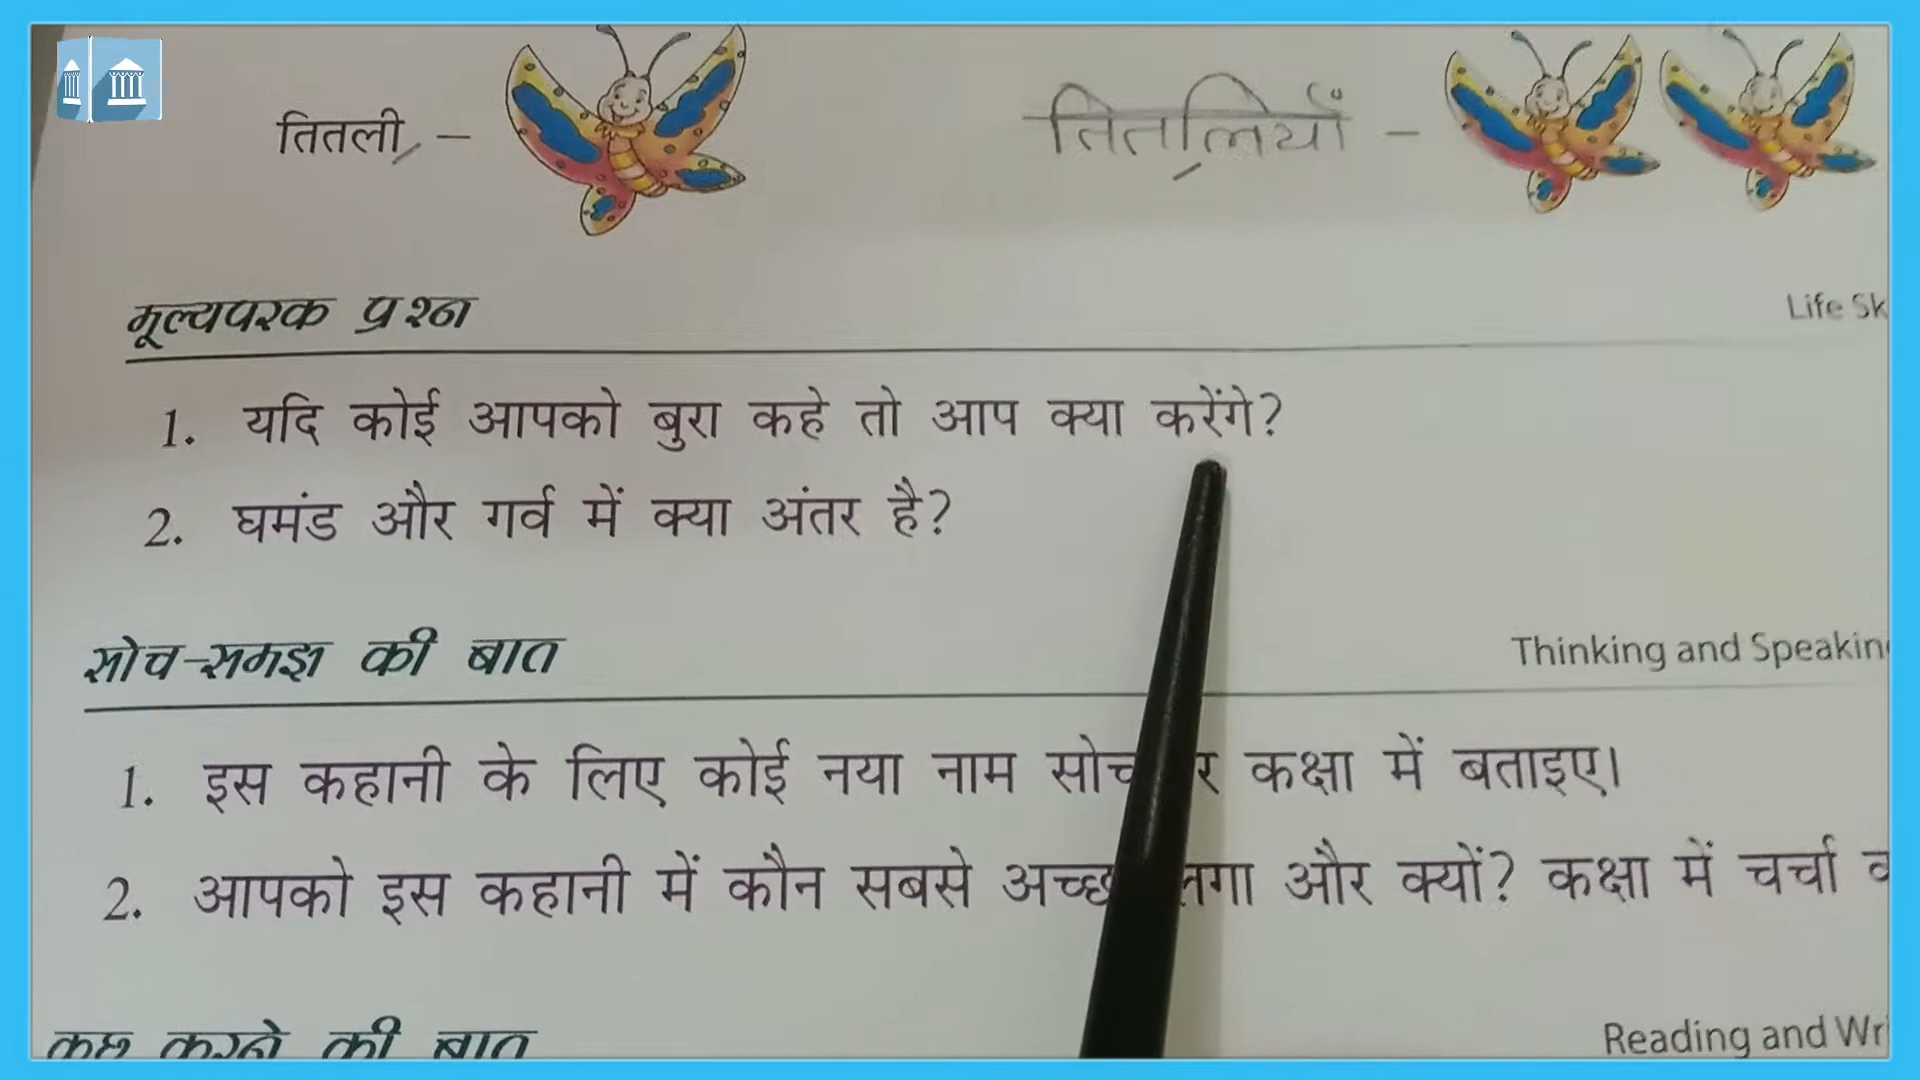 तितली, –
तितलियाँ –
मूल्यपरक प्रश्न
Life Sk
1. यदि कोई आपको बुरा कहे तो आप क्या करेंगे?
2. घमंड और गर्व में क्या अंतर है?
सोच-समझ की बात
Thinking and Speakin
1. इस कहानी के लिए कोई नया नाम सोच र कक्षा में बताइए।
2. आपको इस कहानी में कौन सबसे अच्छ लगा और क्यों? कक्षा में चर्चा
कुछ करने की बात
Reading and Wr